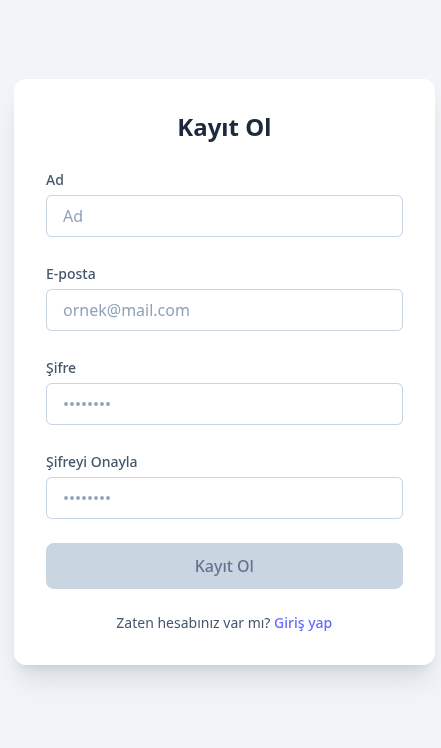 Kayıt Ol
Ad
Ad
E-posta
ornek@mail.com
Şifre
••••••••
Şifreyi Onayla
••••••••
Kayıt Ol
Zaten hesabınız var mı? Giriş yap